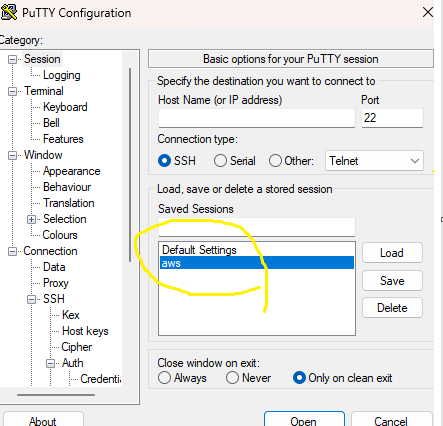 PuTTY Configuration
Category:
Session
Logging
Terminal
Keyboard
Bell
Features
Window
Appearance
Behaviour
Translation
Selection
Colours
Connection
Data
Proxy
SSH
Kex
Host keys
Cipher
Auth
Credentia
Basic options for your PuTTY session
Specify the destination you want to connect to
Host Name (or IP address) Port
22
Connection type:
SSH Serial Other: Telnet
Load, save or delete a stored session
Saved Sessions
Default Settings
aws
Load
Save
Delete
Close window on exit:
Always Never Only on clean exit
About Open Cancel